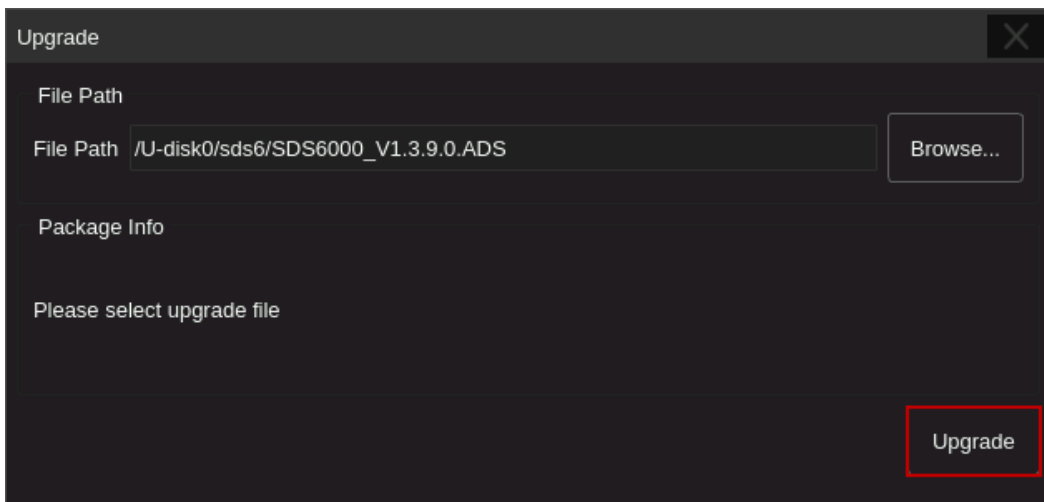 Upgrade
File Path
File Path /U-disk0/sds6/SDS6000_V1.3.9.0.ADS Browse...
Package Info
Please select upgrade file
Upgrade